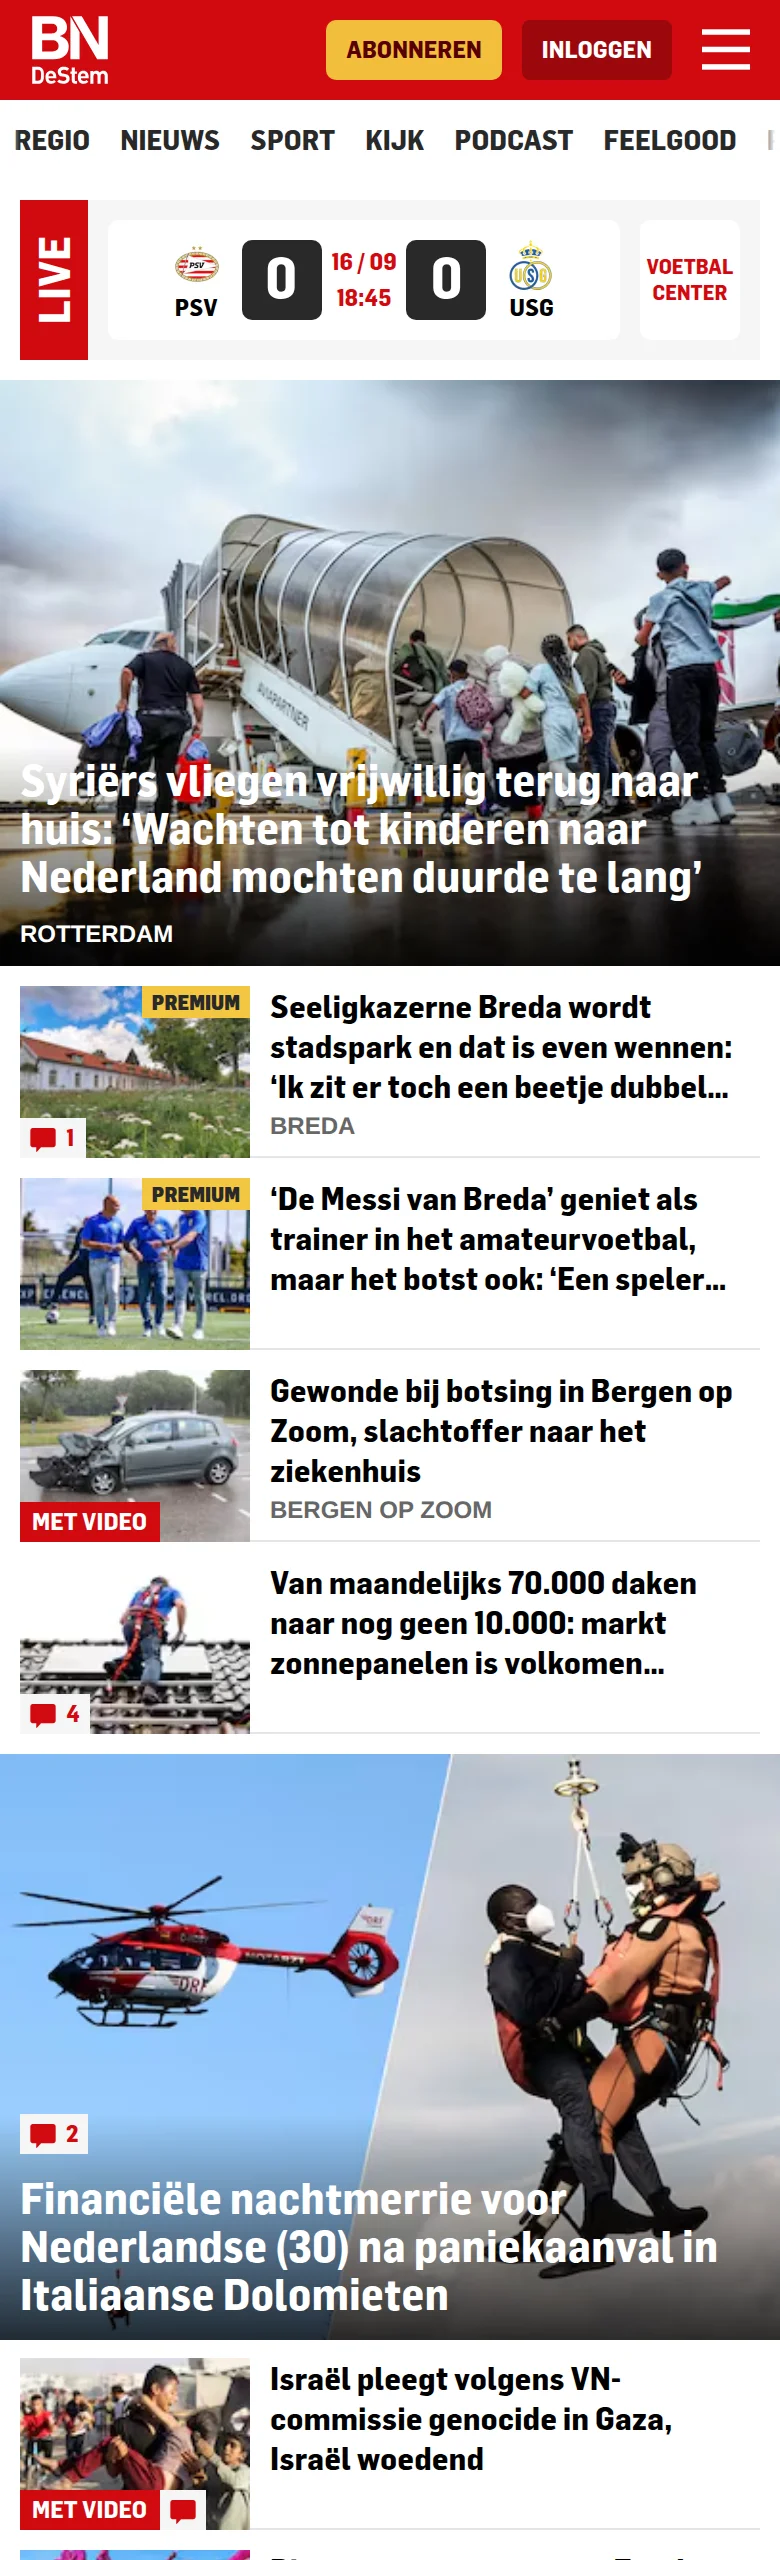 BN
DeStem
ABONNEREN
INLOGGEN
REGIO NIEUWS SPORT KIJK PODCAST FEELGOOD
LIVE
PSV
PSV
0
16 / 09
18:45
0
USG
USG
VOETBAL
CENTER
AVIAPARTNER
Syriërs vliegen vrijwillig terug naar
huis: ‘Wachten tot kinderen naar
Nederland mochten duurde te lang’
ROTTERDAM
PREMIUM
1
Seeligkazerne Breda wordt
stadspark en dat is even wennen:
‘Ik zit er toch een beetje dubbel...
BREDA
PREMIUM
‘De Messi van Breda’ geniet als
trainer in het amateurvoetbal,
maar het botst ook: ‘Een speler...
MET VIDEO
Gewonde bij botsing in Bergen op
Zoom, slachtoffer naar het
ziekenhuis
BERGEN OP ZOOM
4
Van maandelijks 70.000 daken
naar nog geen 10.000: markt
zonnepanelen is volkomen...
DRF
NOTARZT
DRF
2
Financiële nachtmerrie voor
Nederlandse (30) na paniekaanval in
Italiaanse Dolomieten
MET VIDEO
Israël pleegt volgens VN-
commissie genocide in Gaza,
Israël woedend